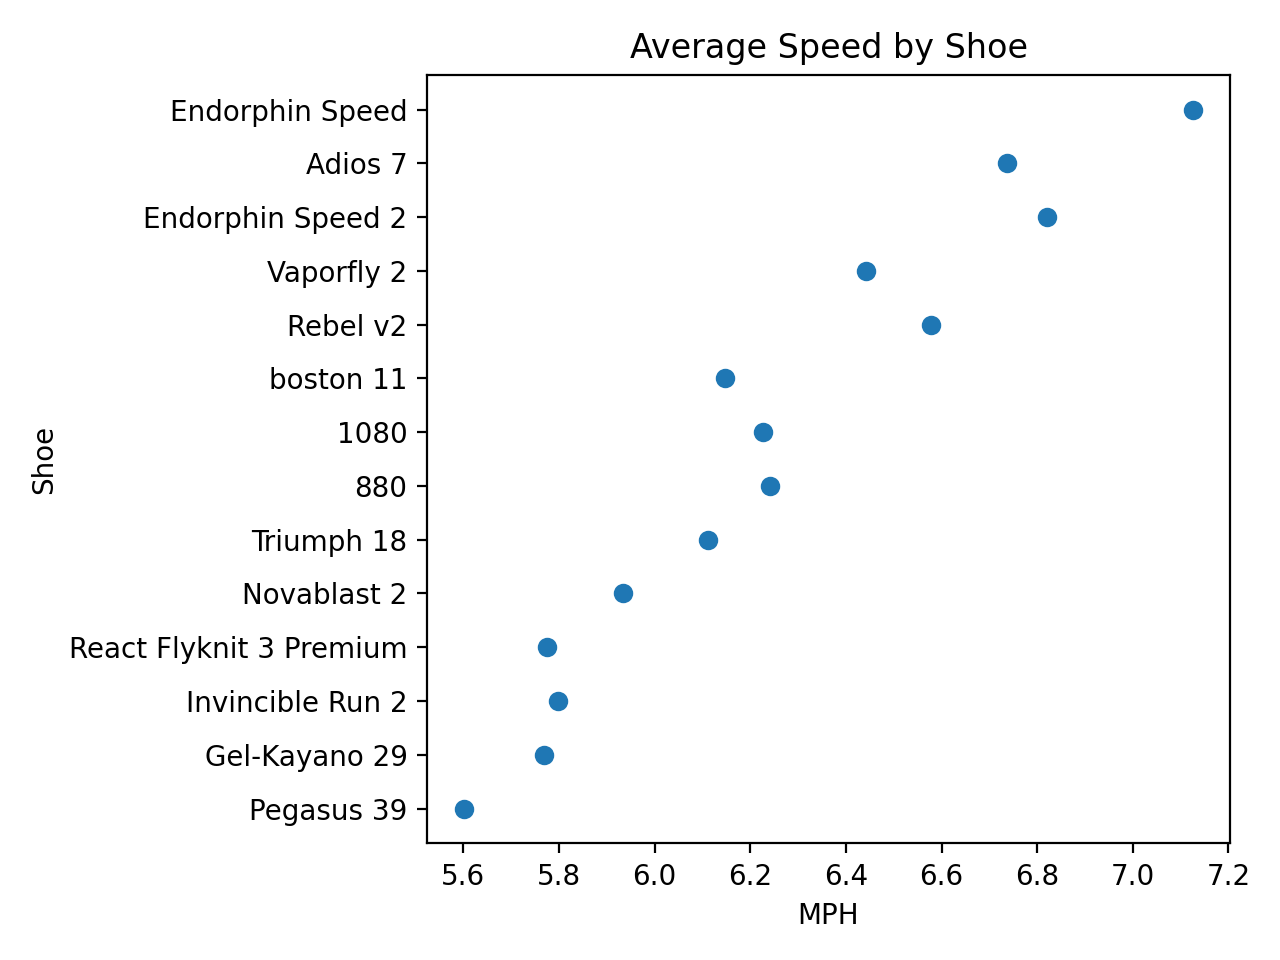 Average Speed by Shoe
Endorphin Speed
Adios 7
Endorphin Speed 2
Vaporfly 2
Rebel v2
boston 11
1080
880
Triumph 18
Novablast 2
React Flyknit 3 Premium
Invincible Run 2
Gel-Kayano 29
Pegasus 39
Shoe
5.6 5.8 6.0 6.2 6.4 6.6 6.8 7.0 7.2
MPH